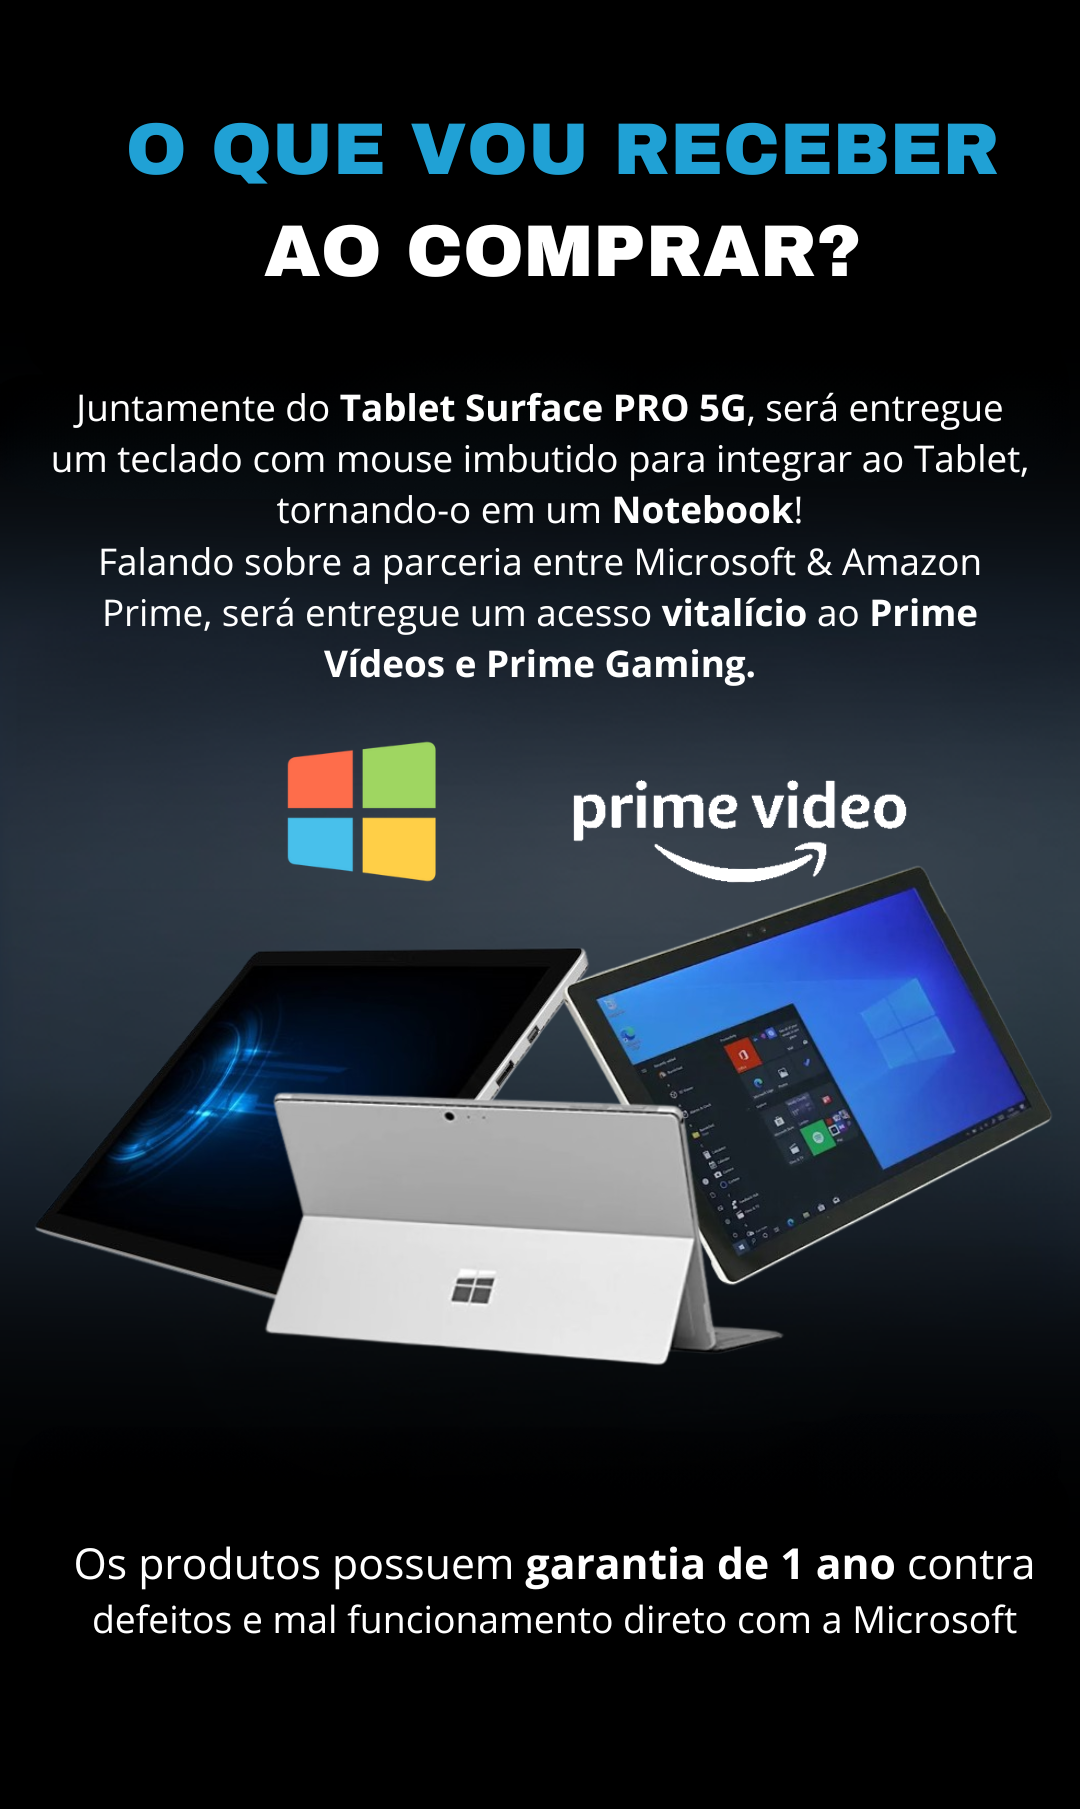 O QUE VOU RECEBER
AO COMPRAR?
Juntamente do Tablet Surface PRO 5G, será entregue
um teclado com mouse imbutido para integrar ao Tablet,
tornando-o em um Notebook!
Falando sobre a parceria entre Microsoft & Amazon
Prime, será entregue um acesso vitalício ao Prime
Vídeos e Prime Gaming.
prime video
Os produtos possuem garantia de 1 ano contra
defeitos e mal funcionamento direto com a Microsoft